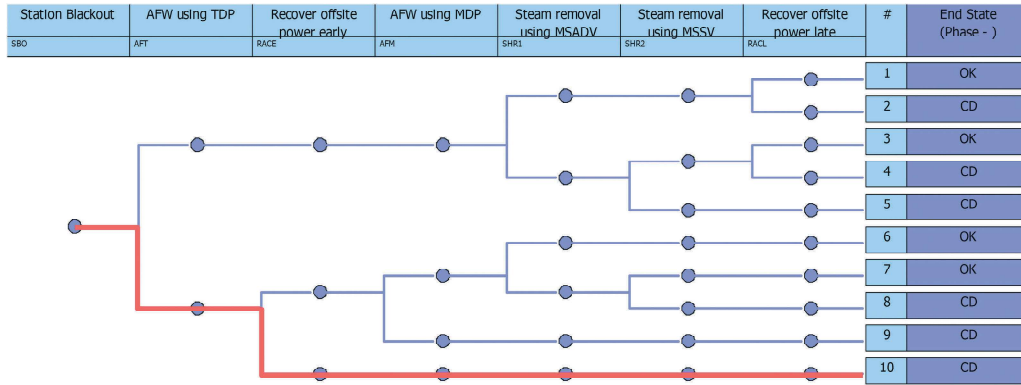 Station Blackout AFW using TDP Recover offsite AFW using MDP Steam removal Steam removal Recover offsite # End State
power early using MSADV using MSSV power late (Phase - )
SBO AFT RACE AFM SHR1 SHR2 RACL
1 OK
2 CD
3 OK
4 CD
5 CD
6 OK
7 OK
8 CD
9 CD
10 CD